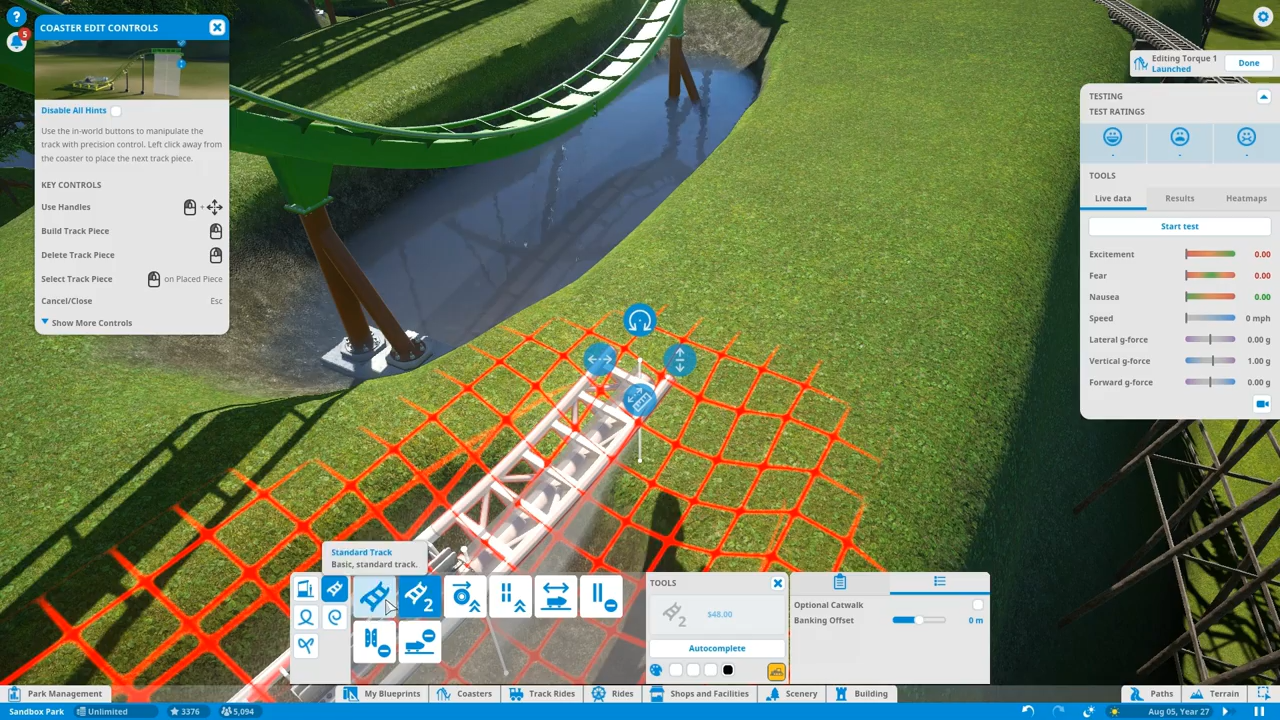 ?
5
COASTER EDIT CONTROLS
Disable All Hints
Use the in-world buttons to manipulate the
track with precision control. Left click away from
the coaster to place the next track piece.
KEY CONTROLS
Use Handles
+
Build Track Piece
Delete Track Piece
Select Track Piece
on Placed Piece
Cancel/Close
Esc
Show More Controls
Editing Torque 1
Launched
Done
TESTING
TEST RATINGS
- - -
TOOLS
Live data
Results
Heatmaps
Start test
Excitement
0.00
Fear
0.00
Nausea
0.00
Speed
0 mph
Lateral g-force
0.00 g
Vertical g-force
1.00 g
Forward g-force
0.00 g
Standard Track
Basic, standard track.
2
TOOLS
2
$48.00
Autocomplete
Optional Catwalk
Banking Offset
0 m
Park Management
My Blueprints
Coasters
Track Rides
Rides
Shops and Facilities
Scenery
Building
Paths
Terrain
Sandbox Park
Unlimited
3376
5,094
Aug 05, Year 27